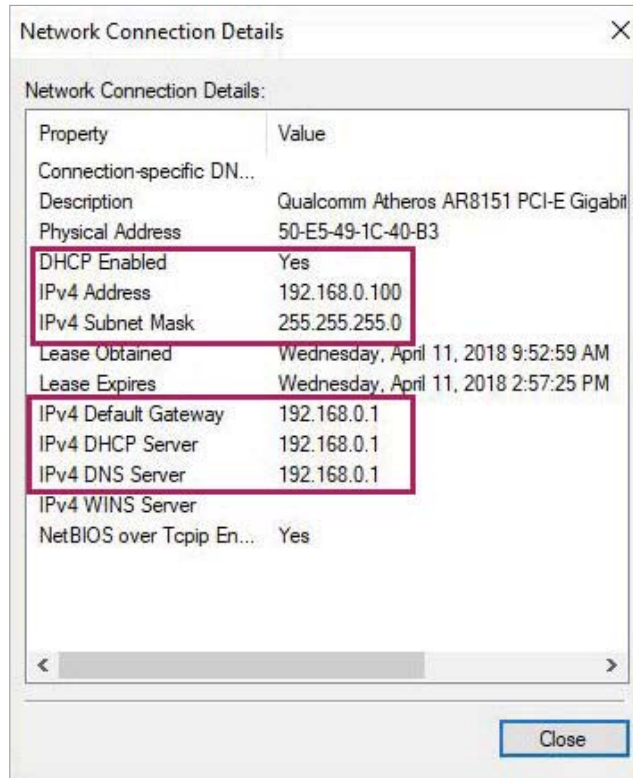 Network Connection Details
Network Connection Details:
Property Value
Connection-specific DN...
Description Qualcomm Atheros AR8151 PCI-E Gigabit
Physical Address 50-E5-49-1C-40-B3
DHCP Enabled Yes
IPv4 Address 192.168.0.100
IPv4 Subnet Mask 255.255.255.0
Lease Obtained Wednesday, April 11, 2018 9:52:59 AM
Lease Expires Wednesday, April 11, 2018 2:57:25 PM
IPv4 Default Gateway 192.168.0.1
IPv4 DHCP Server 192.168.0.1
IPv4 DNS Server 192.168.0.1
IPv4 WINS Server
NetBIOS over Tcpip En... Yes
Close